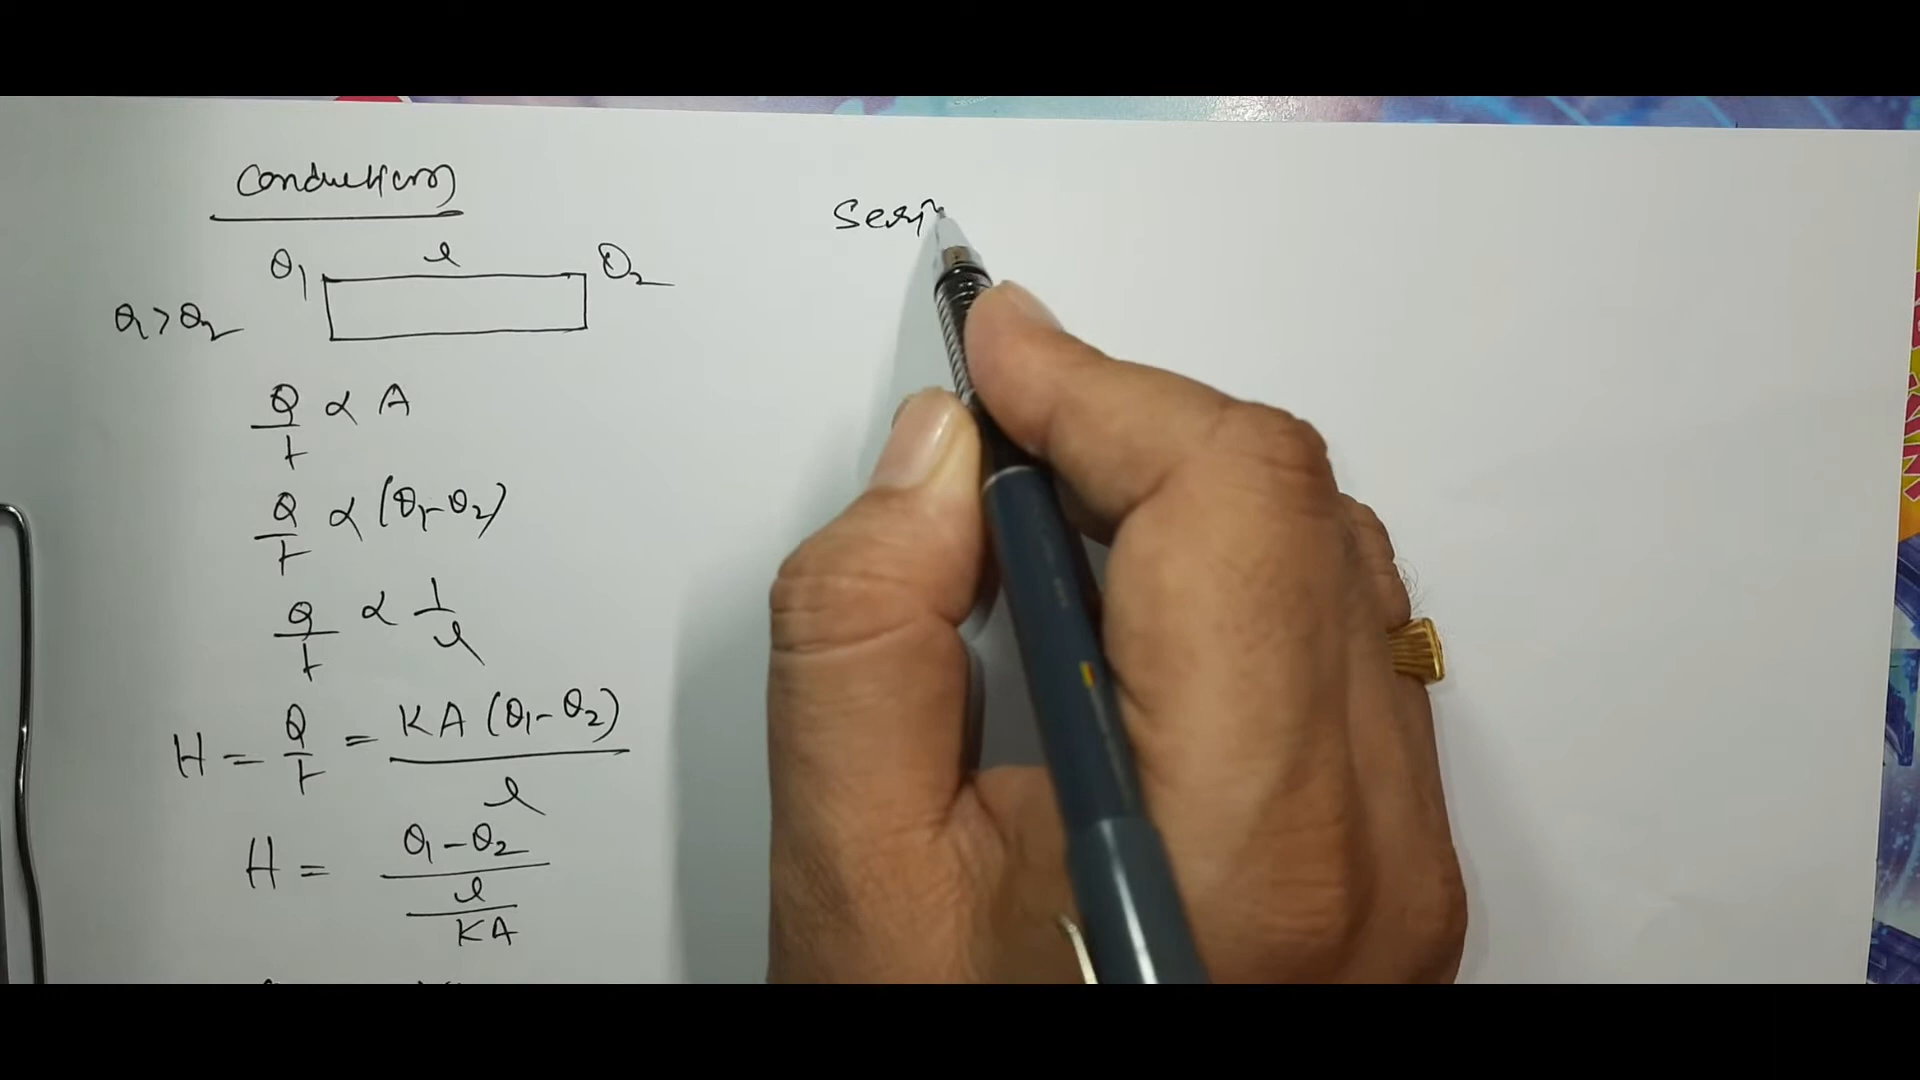 Conduction
θ1 l θ2
θ1 > θ2
Q/t ∝ A
Q/t ∝ (θ1-θ2)
Q/t ∝ 1/l
H = Q/t = KA(θ1-θ2)/l
H = θ1-θ2/(l/KA)
Seri